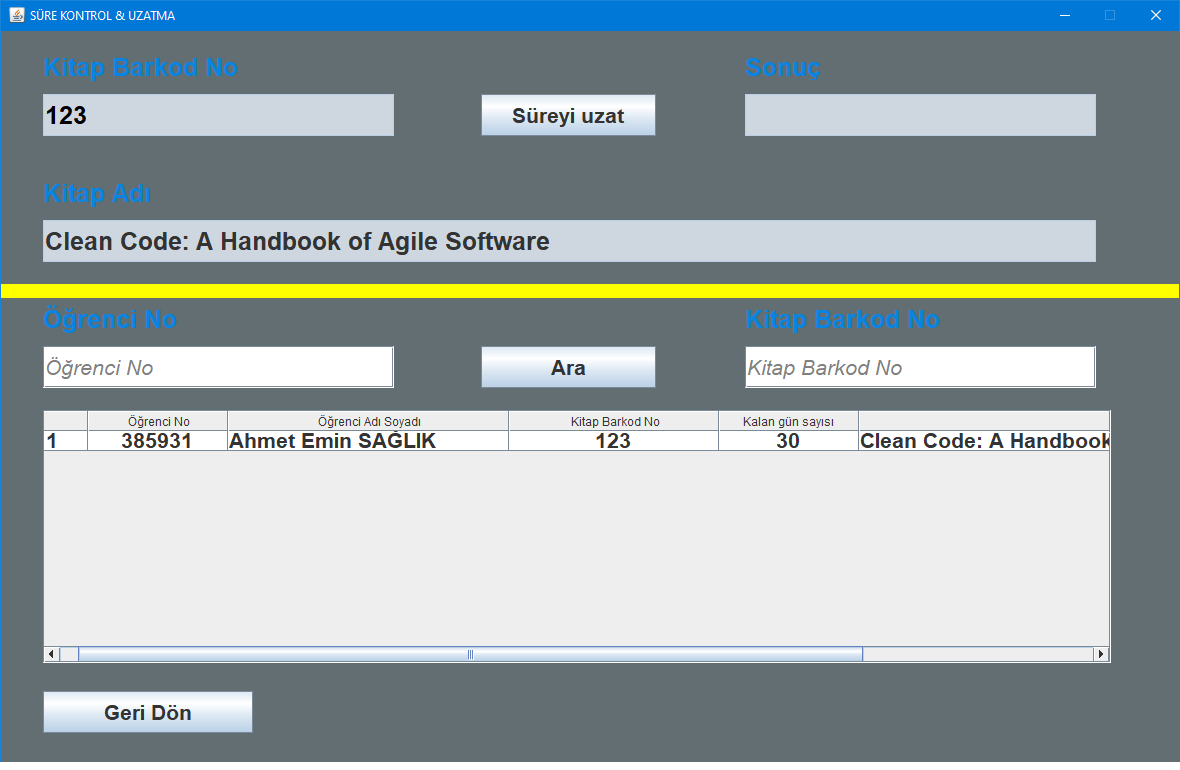 SÜRE KONTROL & UZATMA
Kitap Barkod No
Sonuç
123
Süreyi uzat
Kitap Adı
Clean Code: A Handbook of Agile Software
Öğrenci No
Kitap Barkod No
Öğrenci No
Ara
Kitap Barkod No
Öğrenci No Öğrenci Adı Soyadı Kitap Barkod No Kalan gün sayısı
1 385931 Ahmet Emin SAĞLIK 123 30 Clean Code: A Handbook
Geri Dön